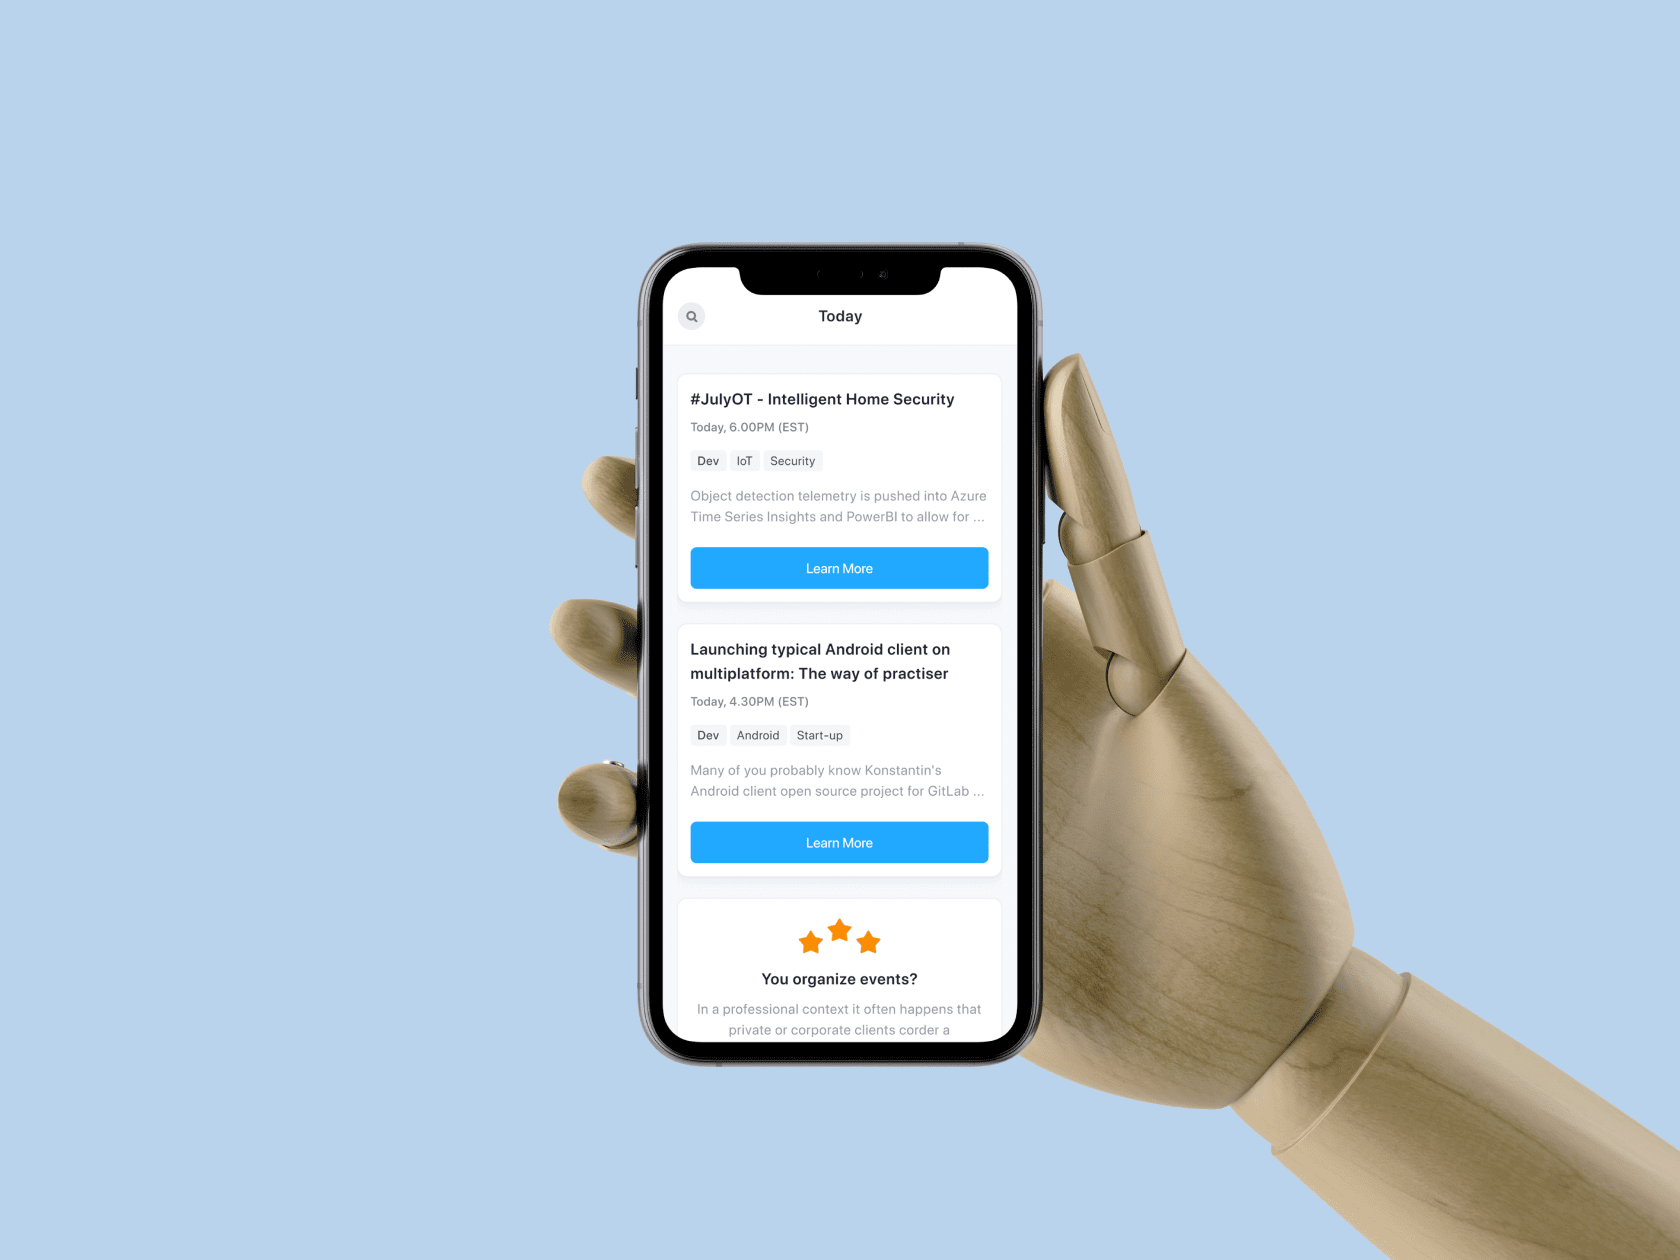 Today
#JulyOT - Intelligent Home Security
Today, 6.00PM (EST)
Dev IoT Security
Object detection telemetry is pushed into Azure
Time Series Insights and PowerBI to allow for ...
Learn More
Launching typical Android client on
multiplatform: The way of practiser
Today, 4.30PM (EST)
Dev Android Start-up
Many of you probably know Konstantin's
Android client open source project for GitLab ...
Learn More
You organize events?
In a professional context it often happens that
private or corporate clients corder a